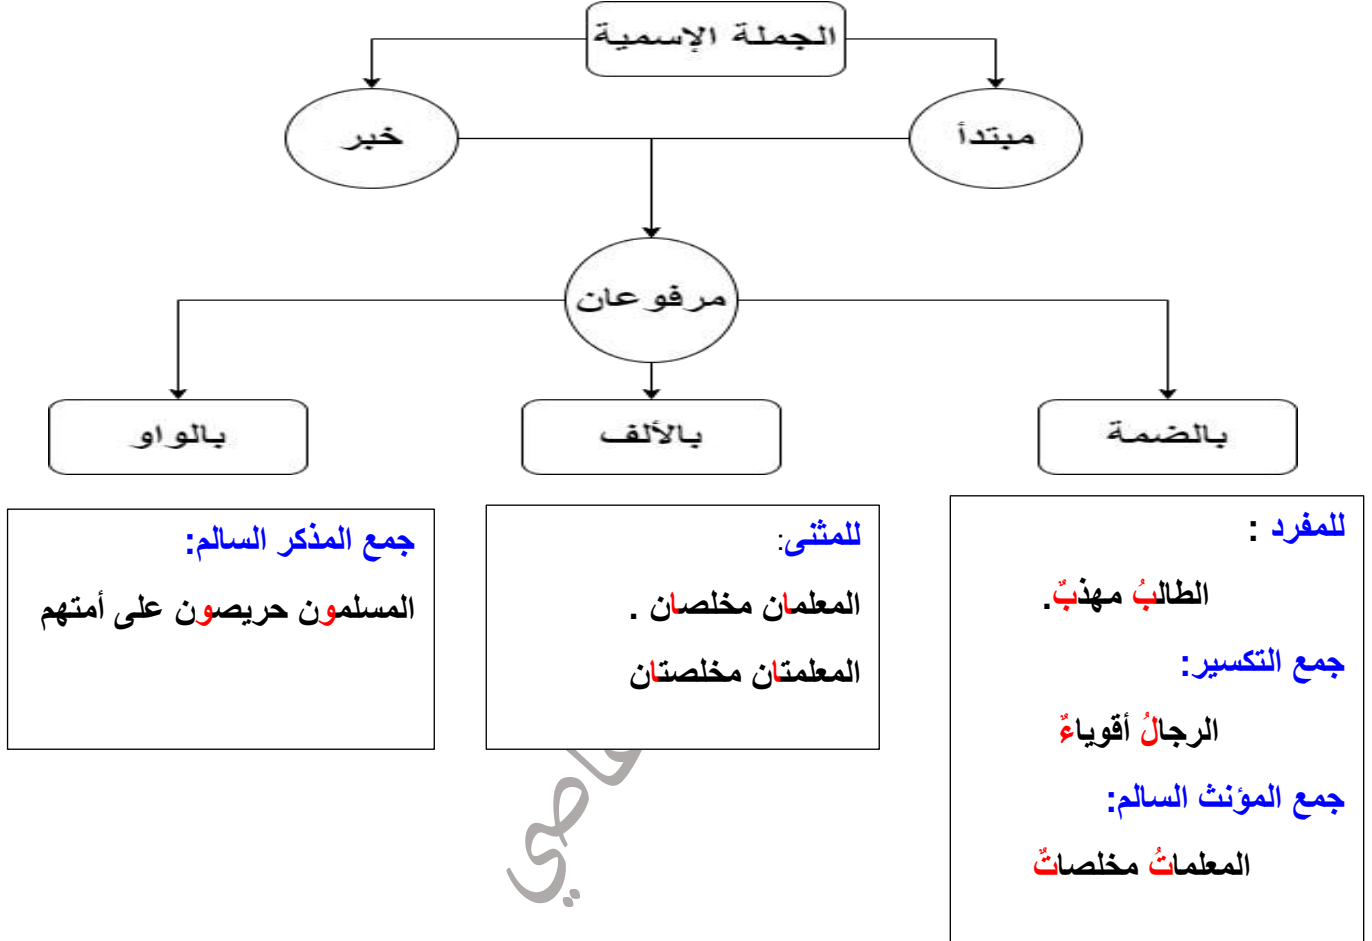 الجملة الإسمية
مبتدأ
خبر
مرفوعان
بالضمة
بالألف
بالواو
للمفرد :
الطالبُ مهذبٌ.
جمع التكسير:
الرجالُ أقوياءٌ
جمع المؤنث السالم:
المعلماتُ مخلصاتٌ
للمثنى:
المعلمان مخلصان .
المعلمتان مخلصتان
جمع المذكر السالم:
المسلمون حريصون على أمتهم